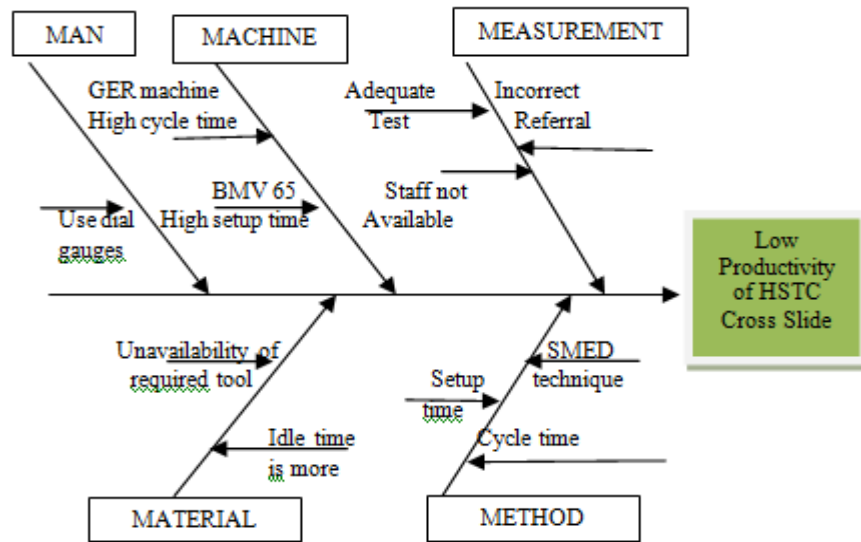 MAN
MACHINE
MEASUREMENT
GER machine
High cycle time
Adequate
Test
Incorrect
Referral
BMV 65
High setup time
Staff not
Available
Use dial
gauges
Low
Productivity
of HSTC
Cross Slide
Unavailability of
required tool
SMED
technique
Setup
time
Idle time
is more
Cycle time
MATERIAL
METHOD